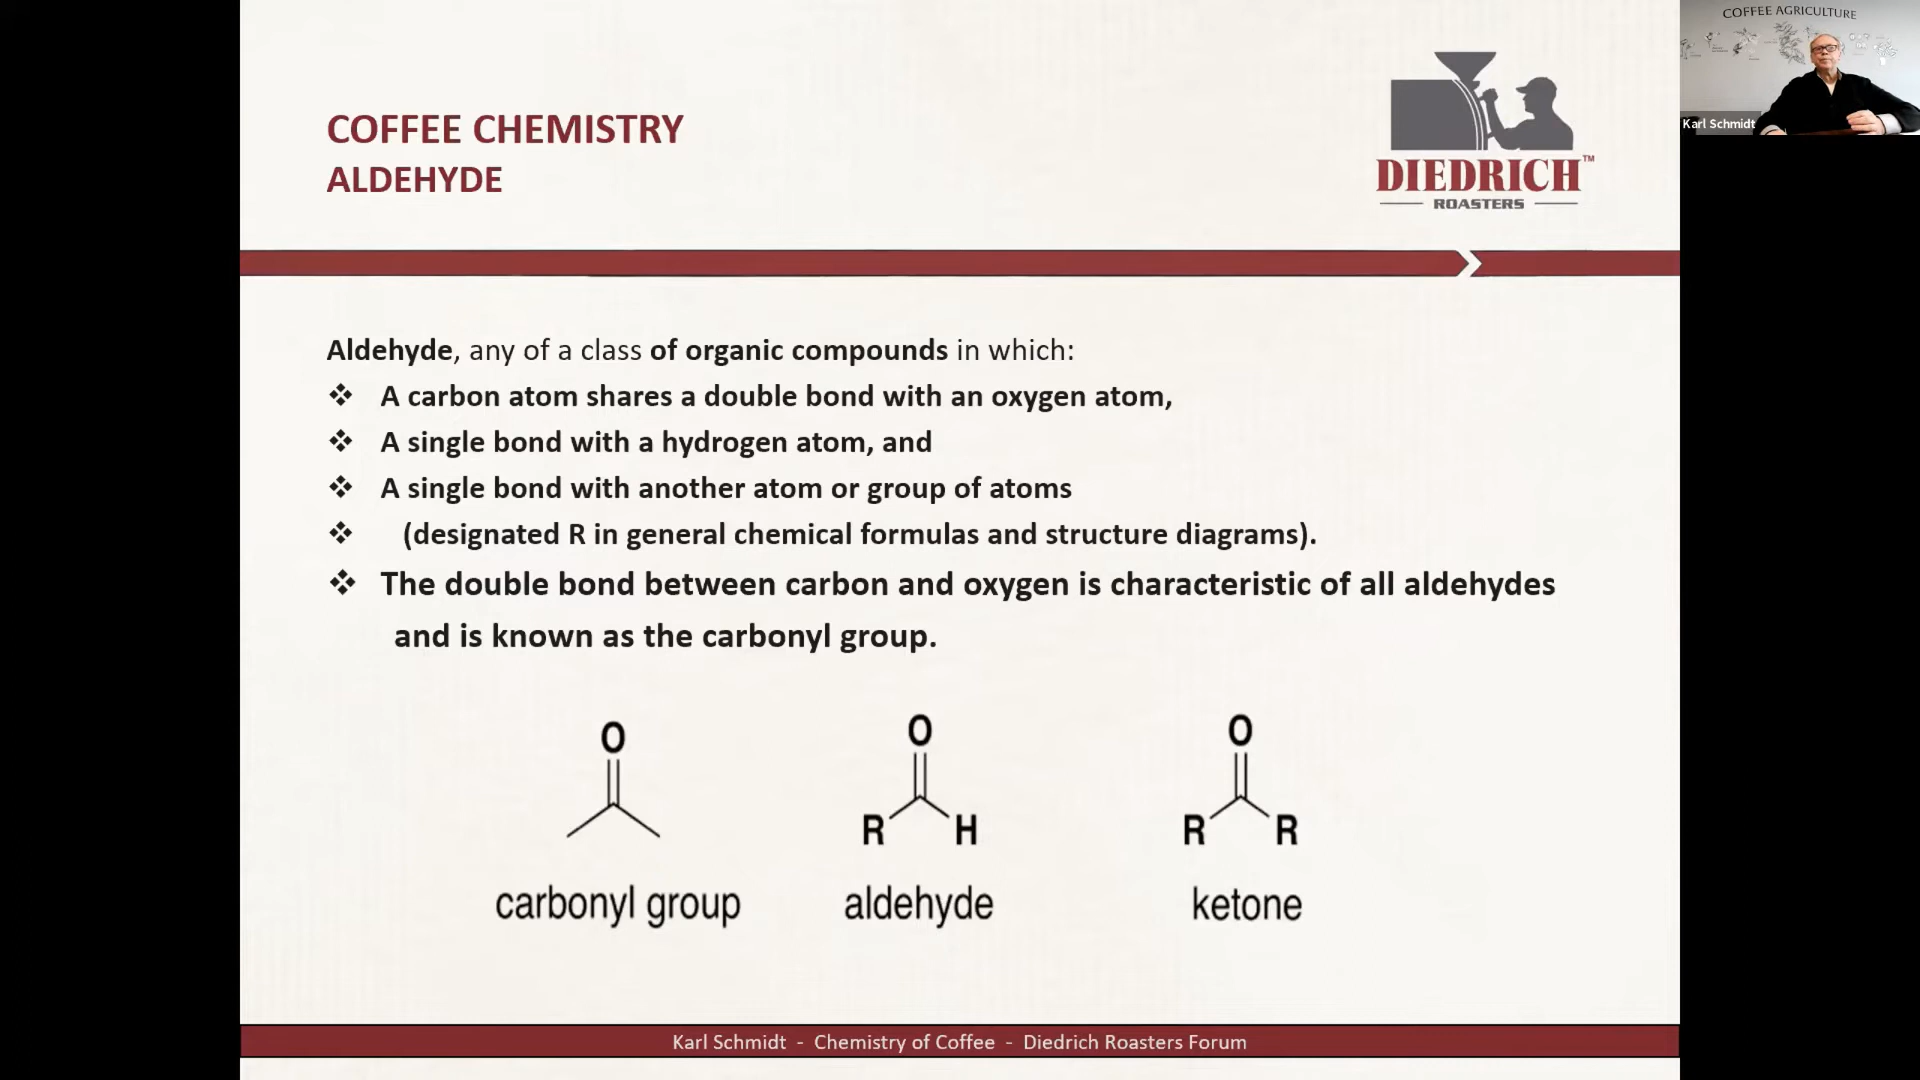 COFFEE AGRICULTURE
Karl Schmidt
COFFEE CHEMISTRY
ALDEHYDE
DIEDRICH™
ROASTERS
Aldehyde, any of a class of organic compounds in which:
❖ A carbon atom shares a double bond with an oxygen atom,
❖ A single bond with a hydrogen atom, and
❖ A single bond with another atom or group of atoms
❖ (designated R in general chemical formulas and structure diagrams).
❖ The double bond between carbon and oxygen is characteristic of all aldehydes
and is known as the carbonyl group.
O O O
R H R R
carbonyl group aldehyde ketone
Karl Schmidt - Chemistry of Coffee - Diedrich Roasters Forum